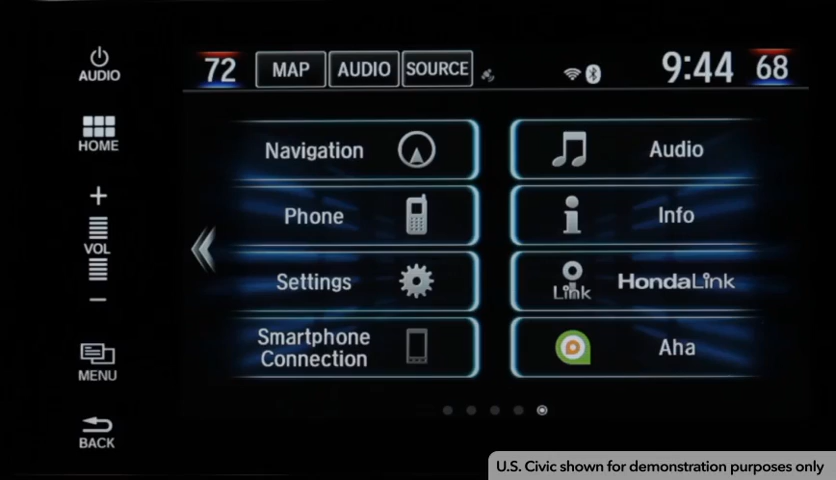 AUDIO
HOME
+
VOL
−
MENU
BACK
72 MAP AUDIO SOURCE 9:44 68
Navigation
Audio
Phone
Info
Settings
Link
HondaLink
Smartphone
Connection
Aha
U.S. Civic shown for demonstration purposes only